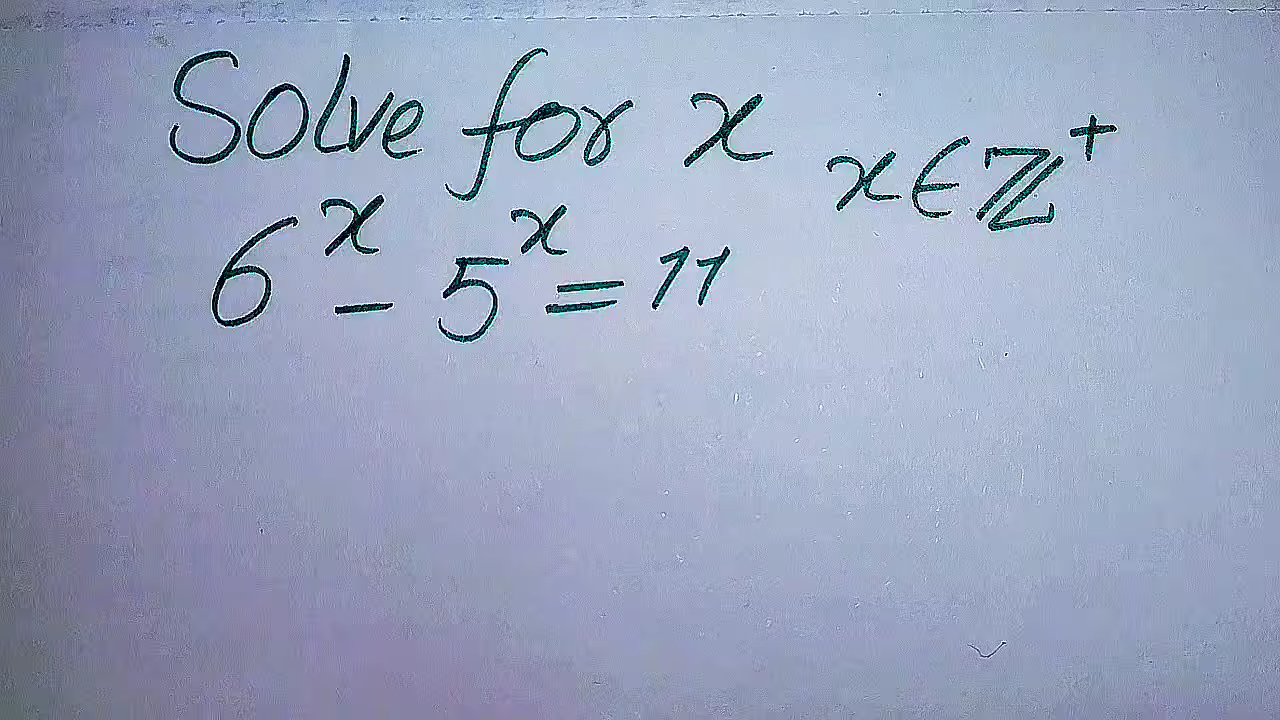 Solve for x x∈ℤ⁺
6ˣ - 5ˣ = 11